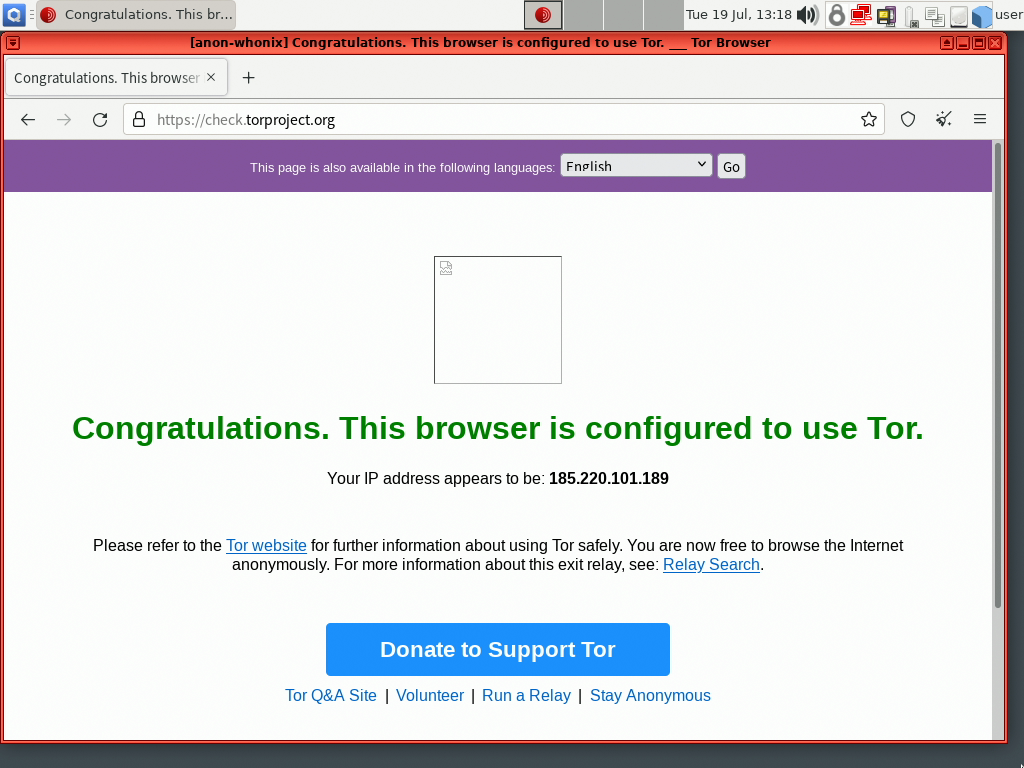 Congratulations. This br...
Tue 19 Jul, 13:18
user
[anon-whonix] Congratulations. This browser is configured to use Tor. __ Tor Browser
Congratulations. This browser
https://check.torproject.org
This page is also available in the following languages: English Go
Congratulations. This browser is configured to use Tor.
Your IP address appears to be: 185.220.101.189
Please refer to the Tor website for further information about using Tor safely. You are now free to browse the Internet
anonymously. For more information about this exit relay, see: Relay Search.
Donate to Support Tor
Tor Q&A Site | Volunteer | Run a Relay | Stay Anonymous